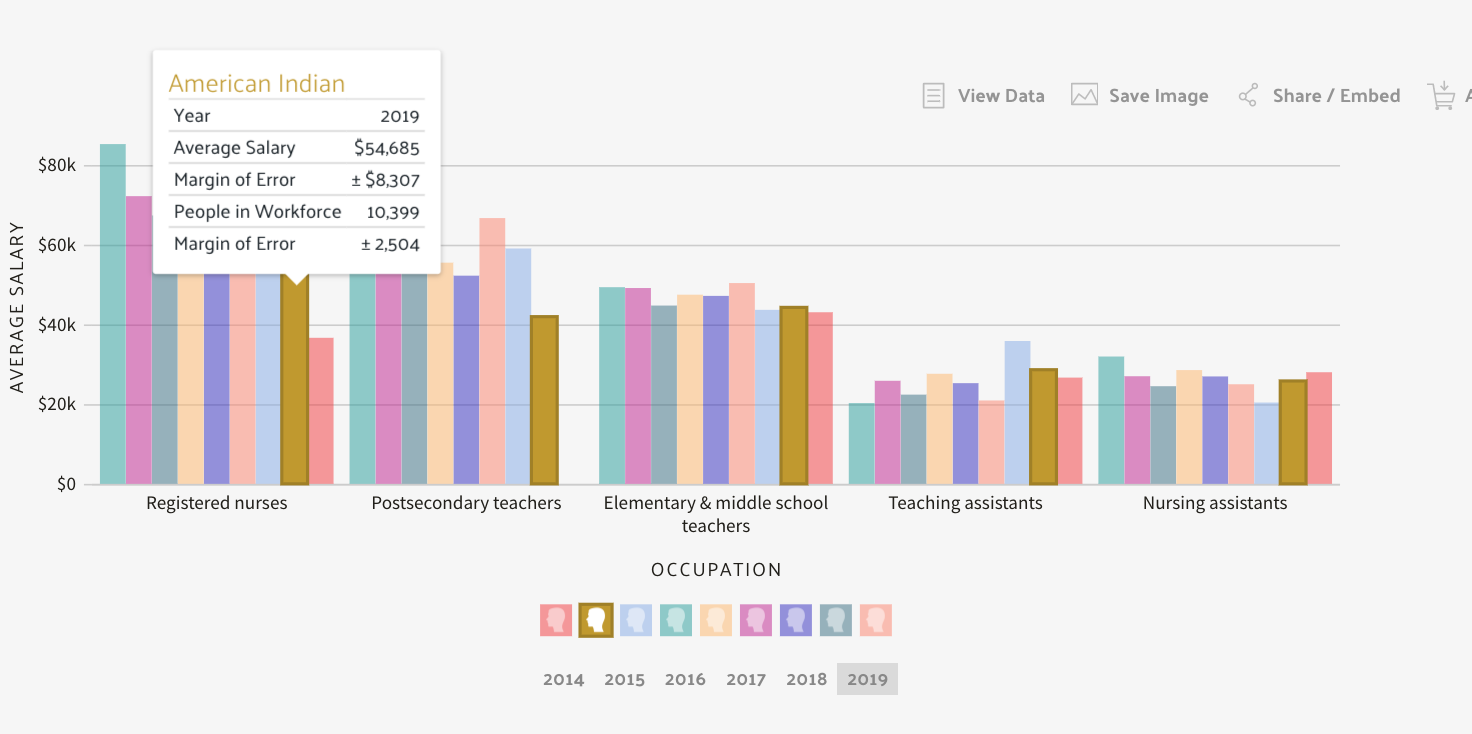 American Indian
Year 2019
Average Salary $54,685
Margin of Error ± $8,307
People in Workforce 10,399
Margin of Error ± 2,504
View Data Save Image Share / Embed A
$80k
$60k
$40k
$20k
$0
AVERAGE SALARY
Registered nurses Postsecondary teachers Elementary & middle school teachers Teaching assistants Nursing assistants
OCCUPATION
2014 2015 2016 2017 2018 2019